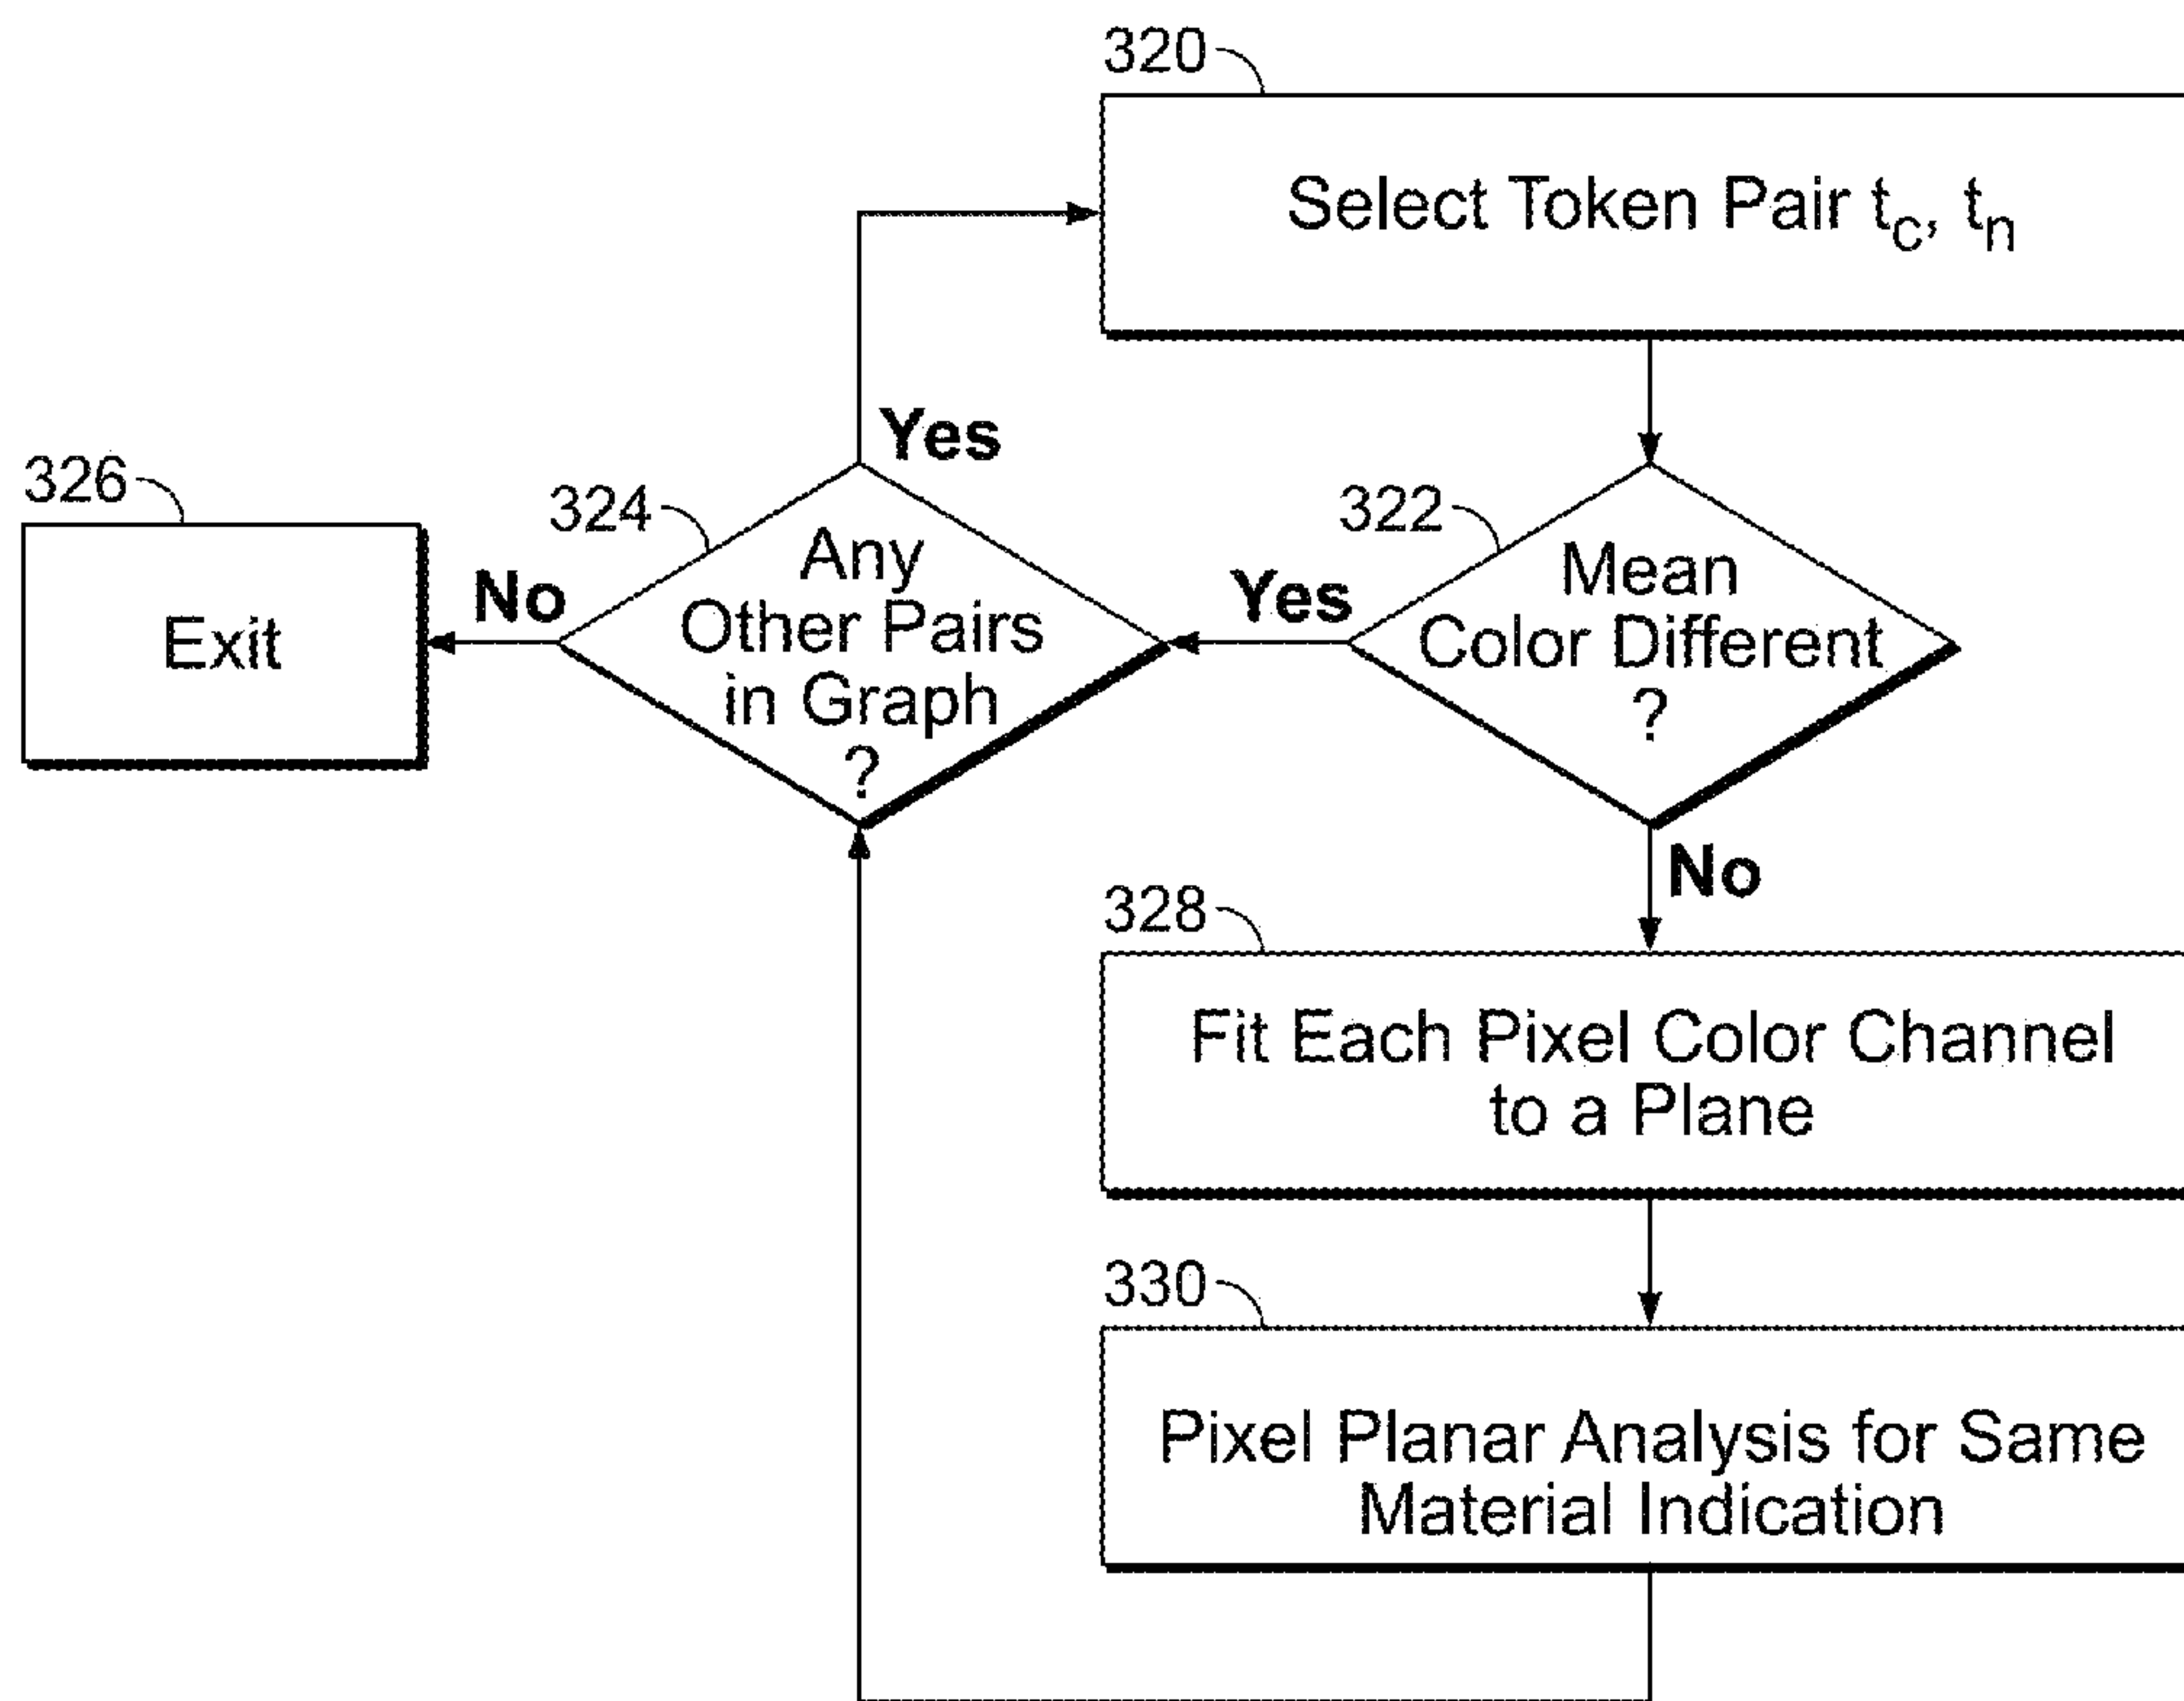 320
Select Token Pair tc, tn
Yes
326
324
322
Any
Other Pairs
in Graph
?
Mean
Color Different
?
No
Yes
Exit
No
328
Fit Each Pixel Color Channel
to a Plane
330
Pixel Planar Analysis for Same
Material Indication